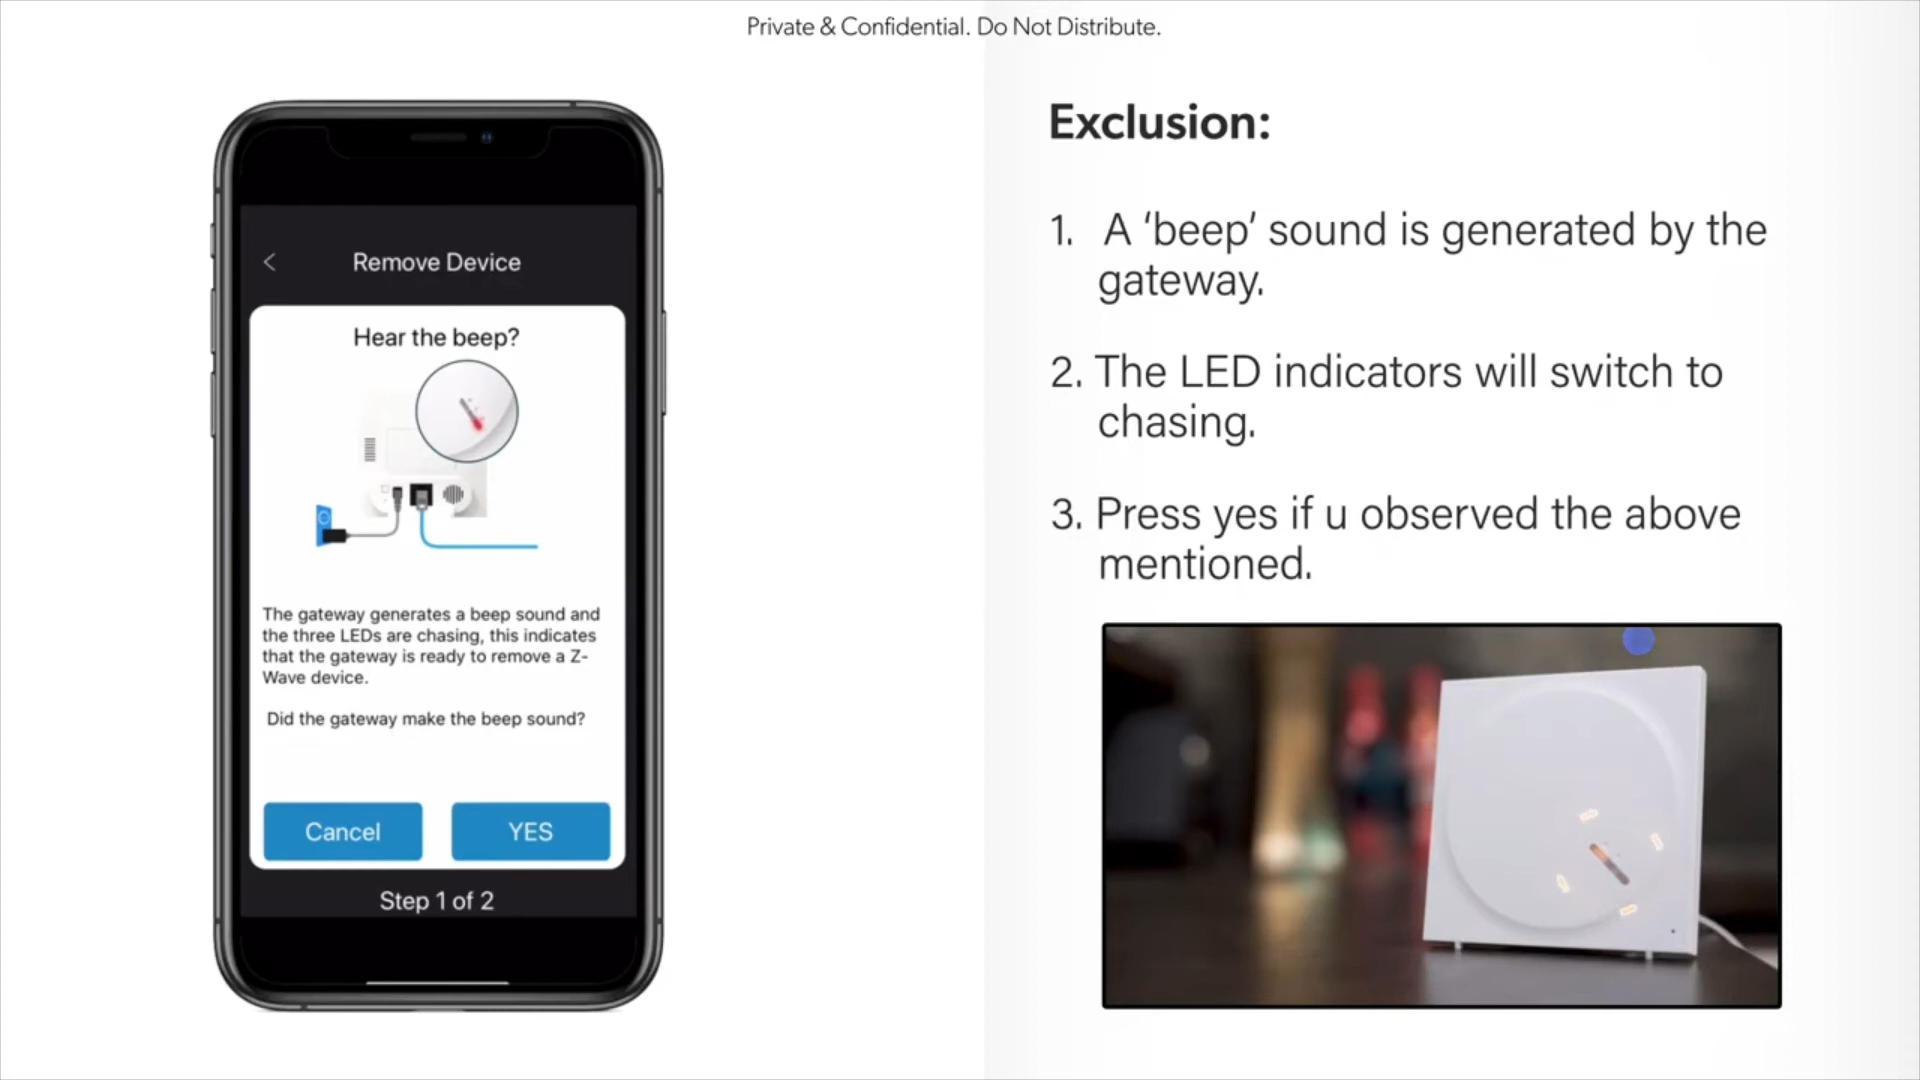 Private & Confidential. Do Not Distribute.
Remove Device
Hear the beep?
The gateway generates a beep sound and
the three LEDs are chasing, this indicates
that the gateway is ready to remove a Z-
Wave device.
Did the gateway make the beep sound?
Cancel
YES
Step 1 of 2
Exclusion:
1. A ‘beep’ sound is generated by the
gateway.
2. The LED indicators will switch to
chasing.
3. Press yes if u observed the above
mentioned.